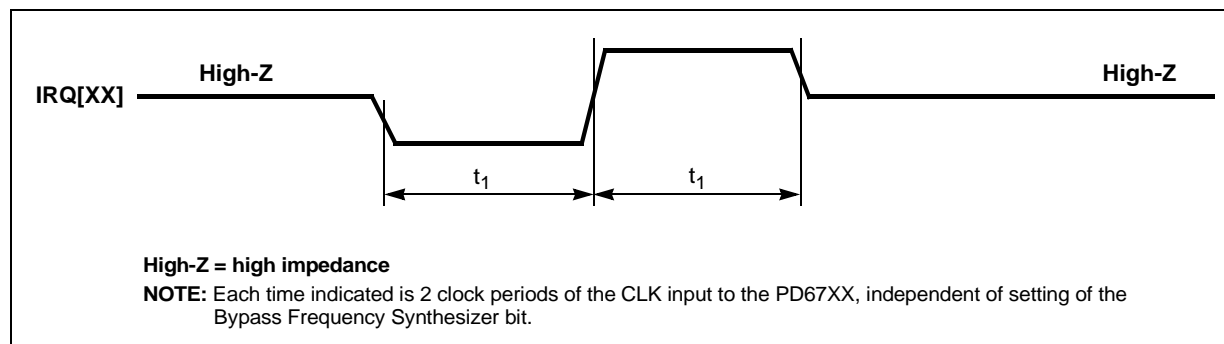 High-Z
High-Z
IRQ[XX]
t1
t1
High-Z = high impedance
NOTE: Each time indicated is 2 clock periods of the CLK input to the PD67XX, independent of setting of the
Bypass Frequency Synthesizer bit.